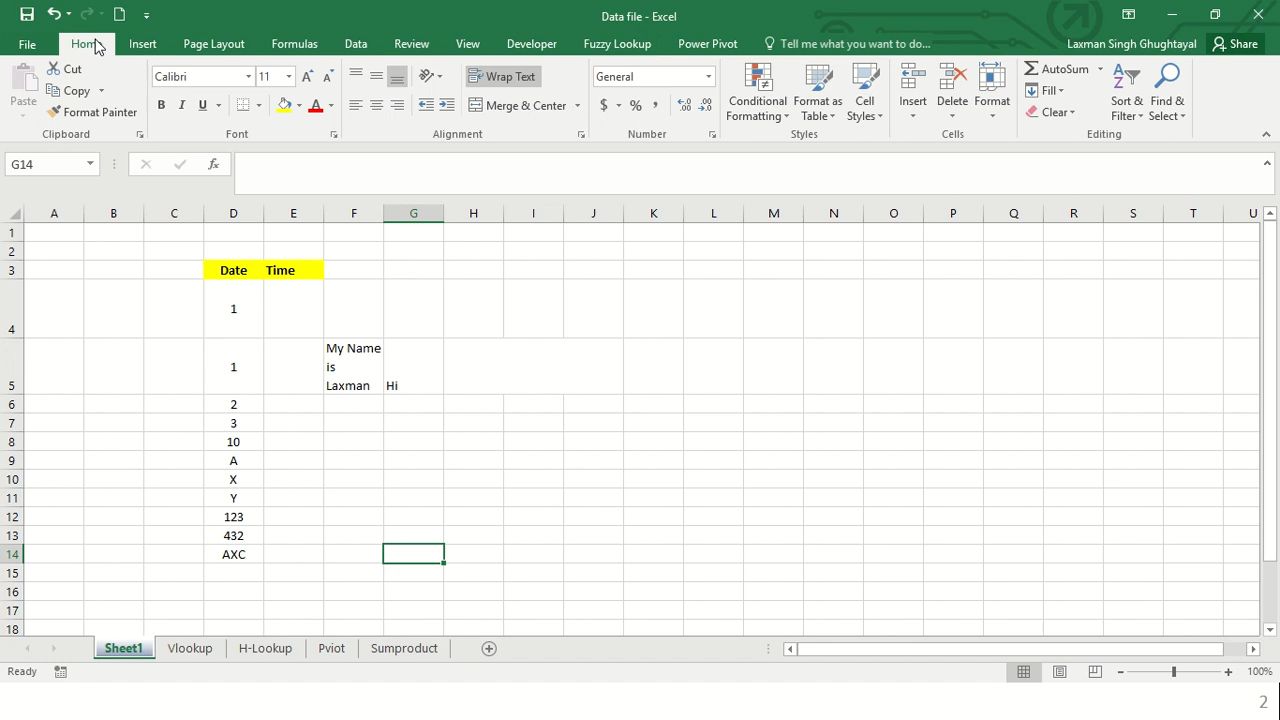 Data file - Excel
File Home Insert Page Layout Formulas Data Review View Developer Fuzzy Lookup Power Pivot Tell me what you want to do... Laxman Singh Ghughtayal Share
Paste Cut Copy Format Painter Clipboard
Calibri 11 B I U A Font
Wrap Text Merge & Center Alignment
General $ % , Number
Conditional Formatting Format as Table Cell Styles Styles
Insert Delete Format Cells
AutoSum Fill Clear Sort & Filter Find & Select Editing
G14 fx
A B C D E F G H I J K L M N O P Q R S T U
1
2
3 Date Time
4 1
5 1 My Name is Laxman Hi
6 2
7 3
8 10
9 A
10 X
11 Y
12 123
13 432
14 AXC
15
16
17
18
Sheet1 Vlookup H-Lookup Pviot Sumproduct
Ready 100%
2